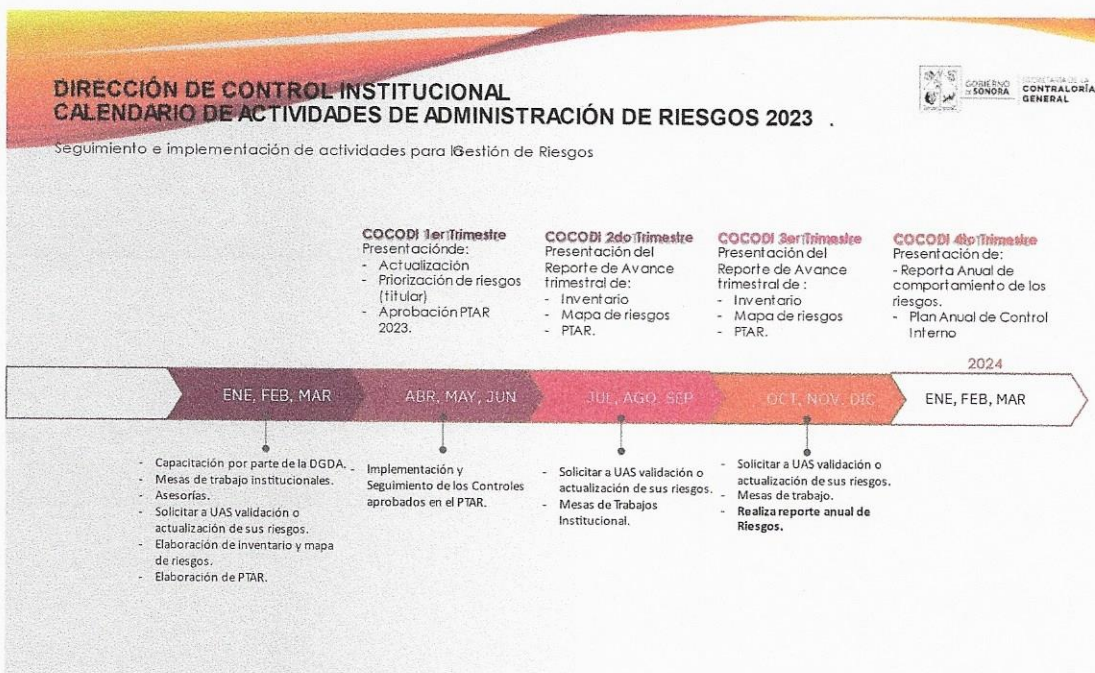 DIRECCIÓN DE CONTROL INSTITUCIONAL
CALENDARIO DE ACTIVIDADES DE ADMINISTRACIÓN DE RIESGOS 2023 .
Seguimiento e implementación de actividades para Gestión de Riesgos
GOBIERNO
DE SONORA
SECRETARÍA DE LA
CONTRALORÍA
GENERAL
COCODI 1er Trimestre
Presentaciónde:
- Actualización
- Priorización de riesgos
(titular)
- Aprobación PTAR
2023.
COCODI 2do Trimestre
Presentación del
Reporte de Avance
trimestral de:
- Inventario
- Mapa de riesgos
- PTAR.
COCODI 3er Trimestre
Presentación del
Reporte de Avance
trimestral de :
- Inventario
- Mapa de riesgos
- PTAR.
COCODI 4to Trimestre
Presentación de:
- Reporta Anual de
comportamiento de los
riesgos.
- Plan Anual de Control
Interno
2024
ENE, FEB, MAR
ABR, MAY, JUN
JUL, AGO, SEP
OCT, NOV, DIC
ENE, FEB, MAR
- Capacitación por parte de la DGDA.
- Mesas de trabajo institucionales.
- Asesorías.
- Solicitar a UAS validación o
actualización de sus riesgos.
- Elaboración de inventario y mapa
de riesgos.
- Elaboración de PTAR.
- Implementación y
Seguimiento de los Controles
aprobados en el PTAR.
- Solicitar a UAS validación o
actualización de sus riesgos.
- Mesas de Trabajos
Institucional.
- Solicitar a UAS validación o
actualización de sus riesgos.
- Mesas de trabajo.
- Realiza reporte anual de
Riesgos.